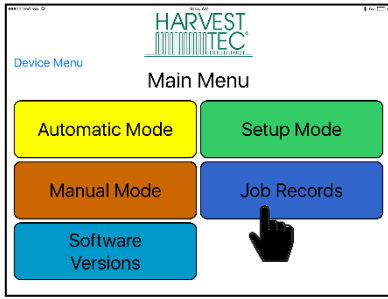 HARVEST
TEC
Device Menu
Main Menu
Automatic Mode
Setup Mode
Manual Mode
Job Records
Software
Versions